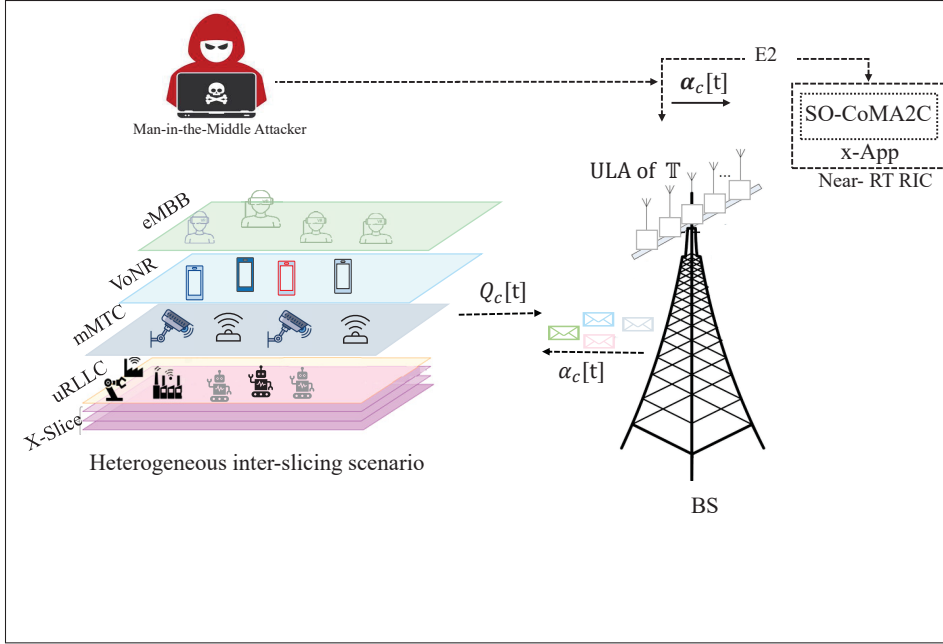 E2
𝜶_c[t]
SO-CoMA2C
x-App
Near- RT RIC
Man-in-the-Middle Attacker
ULA of 𝕋
...
eMBB
VoNR
mMTC
uRLLC
X-Slice
Q_c[t]
α_c[t]
Heterogeneous inter-slicing scenario
BS